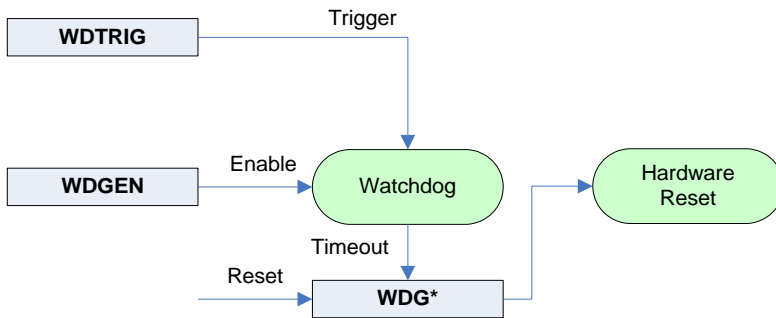 Trigger
WDTRIG
Enable
WDGEN
Watchdog
Hardware
Reset
Timeout
Reset
WDG*